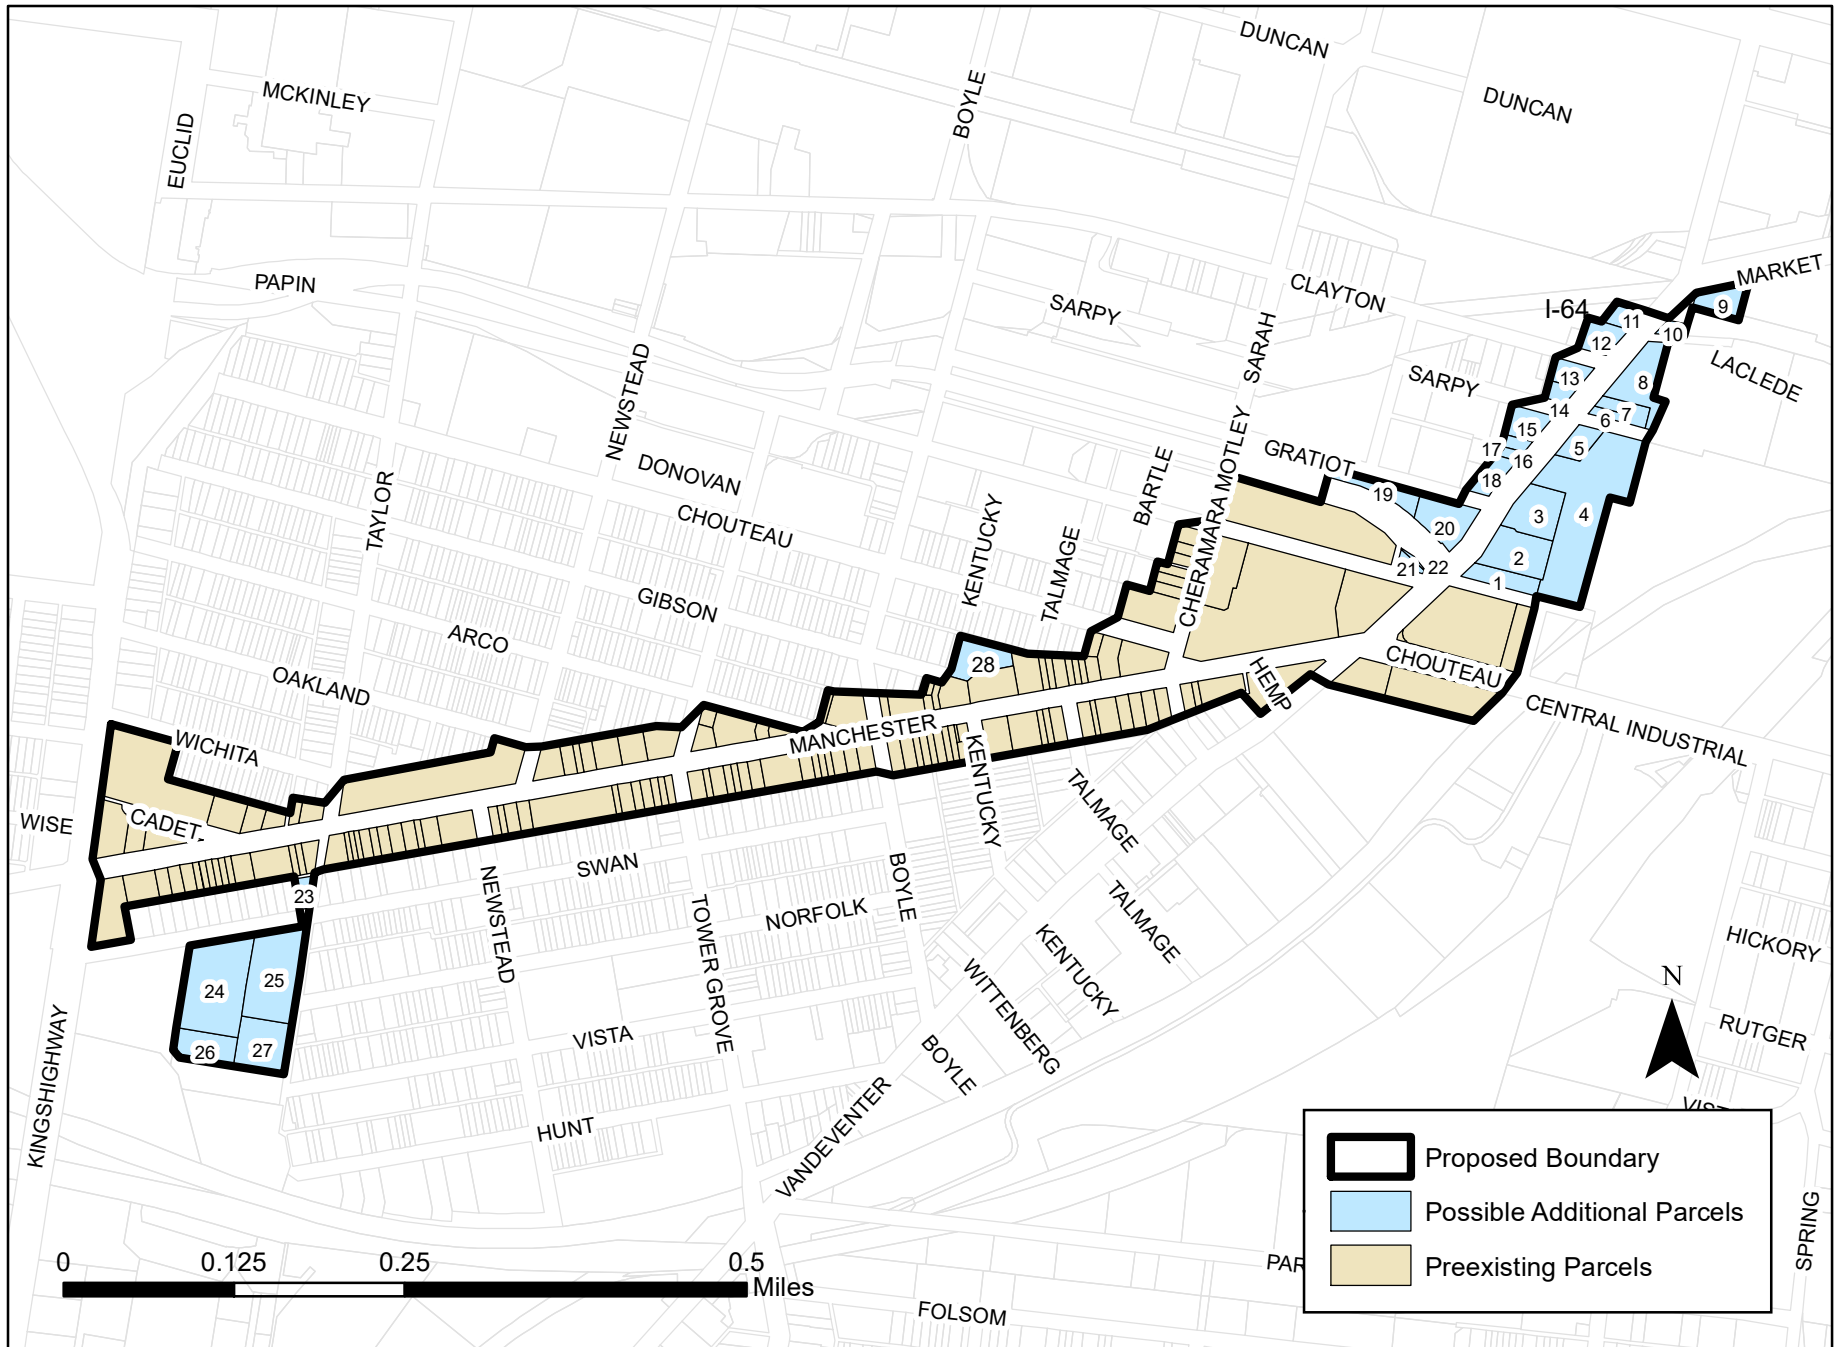 DUNCAN
DUNCAN
MCKINLEY
BOYLE
EUCLID
MARKET
PAPIN
CLAYTON
I-64
9
11
10
12
SARPY
SARAH
LACLEDE
SARPY
13
8
NEWSTEAD
14
7
6
15
5
17
16
GRATIOT
18
19
DONOVAN
BARTLE
CHERAMARA MOTLEY
TAYLOR
CHOUTEAU
KENTUCKY
20
3
4
TALMAGE
2
21
22
1
GIBSON
ARCO
28
CHOUTEAU
HEMP
OAKLAND
MANCHESTER
CENTRAL INDUSTRIAL
WICHITA
KENTUCKY
TALMAGE
WISE
CADET
SWAN
23
NEWSTEAD
BOYLE
NORFOLK
TOWER GROVE
TALMAGE
KENTUCKY
HICKORY
25
24
WITTENBERG
N
RUTGER
VISTA
26
27
BOYLE
KINGSHIGHWAY
VANDEVENTER
HUNT
Proposed Boundary
Possible Additional Parcels
Preexisting Parcels
SPRING
0
0.125
0.25
0.5
Miles
FOLSOM